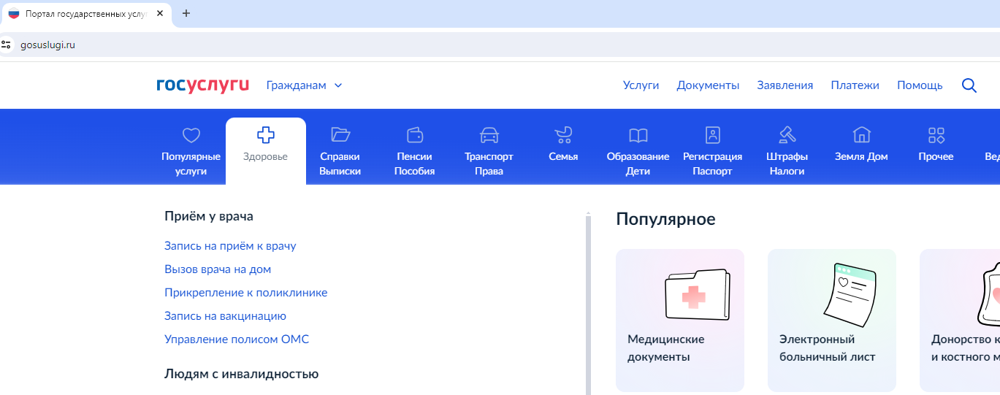 Портал государственных услу
gosuslugi.ru
госуслуги Гражданам Услуги Документы Заявления Платежи Помощь
Популярные услуги
Здоровье
Справки Выписки
Пенсии Пособия
Транспорт Права
Семья
Образование Дети
Регистрация Паспорт
Штрафы Налоги
Земля Дом
Прочее
Приём у врача
Запись на приём к врачу
Вызов врача на дом
Прикрепление к поликлинике
Запись на вакцинацию
Управление полисом ОМС
Людям с инвалидностью
Популярное
Медицинские
документы
Электронный
больничный лист
Донорство к
и костного м